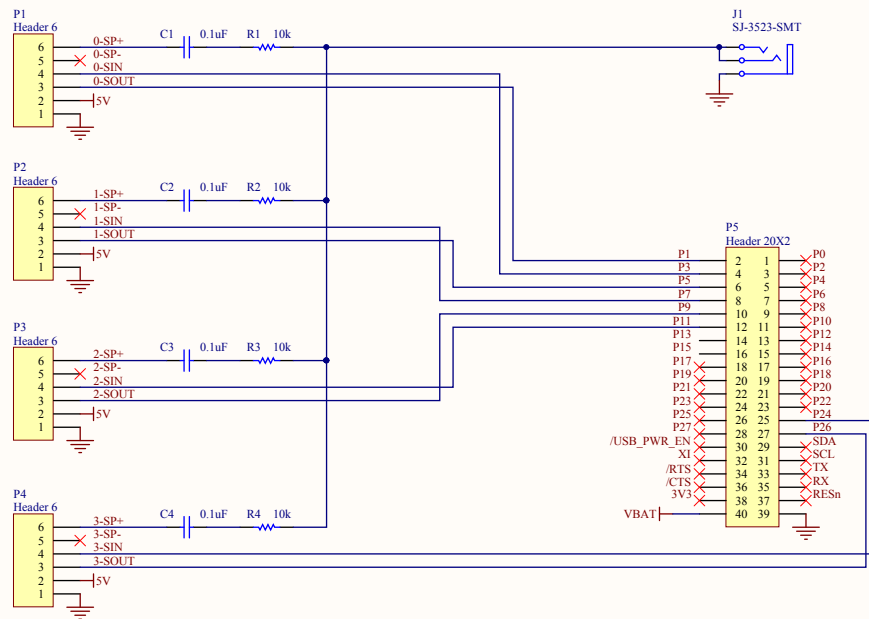 P1
Header 6
6
5
4
3
2
1
0-SP+
0-SP-
0-SIN
0-SOUT
5V
C1 0.1uF R1 10k
J1
SJ-3523-SMT
P2
Header 6
6
5
4
3
2
1
1-SP+
1-SP-
1-SIN
1-SOUT
5V
C2 0.1uF R2 10k
P3
Header 6
6
5
4
3
2
1
2-SP+
2-SP-
2-SIN
2-SOUT
5V
C3 0.1uF R3 10k
P4
Header 6
6
5
4
3
2
1
3-SP+
3-SP-
3-SIN
3-SOUT
5V
C4 0.1uF R4 10k
P5
Header 20X2
P1 2 1 P0
P3 4 3 P2
P5 6 5 P4
P7 8 7 P6
P9 10 9 P8
P11 12 11 P10
P13 14 13 P12
P15 16 15 P14
P17 18 17 P16
P19 20 19 P18
P21 22 21 P20
P23 24 23 P22
P25 26 25 P24
P27 28 27 P26
/USB_PWR_EN 30 29 SDA
XI 32 31 SCL
/RTS 34 33 TX
/CTS 36 35 RX
3V3 38 37 RESn
VBAT 40 39